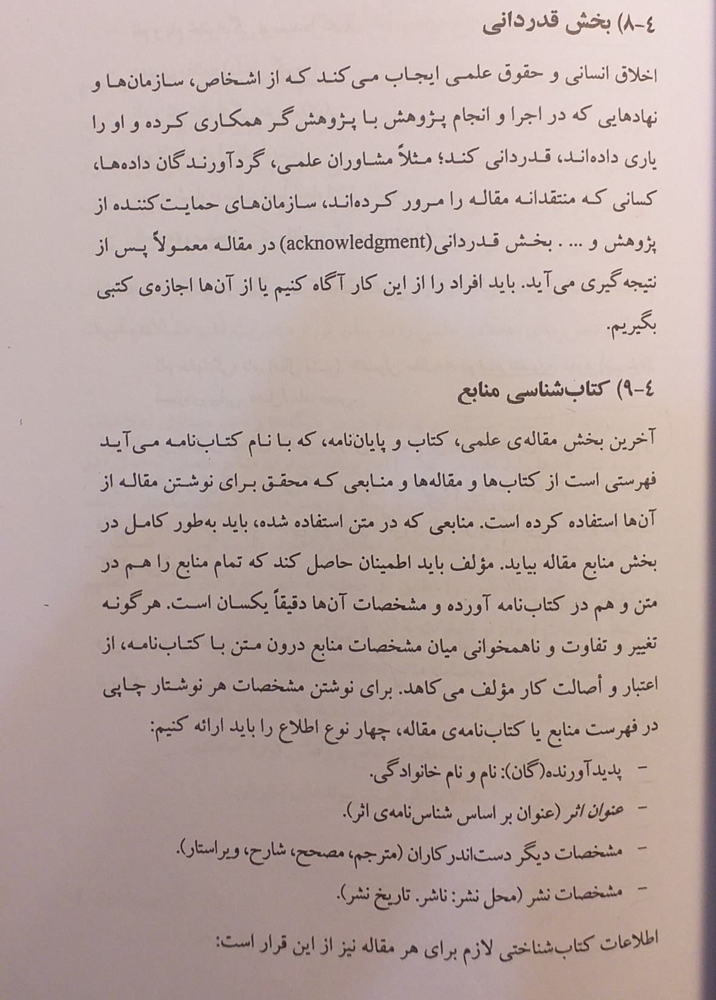 ۸-۴) بخش قدردانی
اخلاق انسانی و حقوق علمی ایجاب می‌کند که از اشخاص، سازمان‌ها و
نهادهایی که در اجرا و انجام پژوهش با پژوهش‌گر همکاری کرده و او را
یاری داده‌اند، قدردانی کند؛ مثلاً مشاوران علمی، گردآورندگان داده‌ها،
کسانی که منتقدانه مقاله را مرور کرده‌اند، سازمان‌های حمایت‌کننده از
پژوهش و ... . بخش قدردانی(acknowledgment) در مقاله معمولاً پس از
نتیجه‌گیری می‌آید. باید افراد را از این کار آگاه کنیم یا از آن‌ها اجازه‌ی کتبی
بگیریم.
۹-۴) کتاب‌شناسی منابع
آخرین بخش مقاله‌ی علمی، کتاب و پایان‌نامه، که با نام کتاب‌نامه می‌آید
فهرستی است از کتاب‌ها و مقاله‌ها و منابعی که محقق برای نوشتن مقاله از
آن‌ها استفاده کرده است. منابعی که در متن استفاده شده، باید به‌طور کامل در
بخش منابع مقاله بیاید. مؤلف باید اطمینان حاصل کند که تمام منابع را هم در
متن و هم در کتاب‌نامه آورده و مشخصات آن‌ها دقیقاً یکسان است. هرگونه
تغییر و تفاوت و ناهمخوانی میان مشخصات منابع درون متن با کتاب‌نامه، از
اعتبار و أصالت کار مؤلف می‌کاهد. برای نوشتن مشخصات هر نوشتار چاپی
در فهرست منابع یا کتاب‌نامه‌ی مقاله، چهار نوع اطلاع را باید ارائه کنیم:
- پدیدآورنده(گان): نام و نام خانوادگی.
- عنوان اثر (عنوان بر اساس شناس‌نامه‌ی اثر).
- مشخصات دیگر دست‌اندرکاران (مترجم، مصحح، شارح، ویراستار).
- مشخصات نشر (محل نشر: ناشر. تاریخ نشر).
اطلاعات کتاب‌شناختی لازم برای هر مقاله نیز از این قرار است: